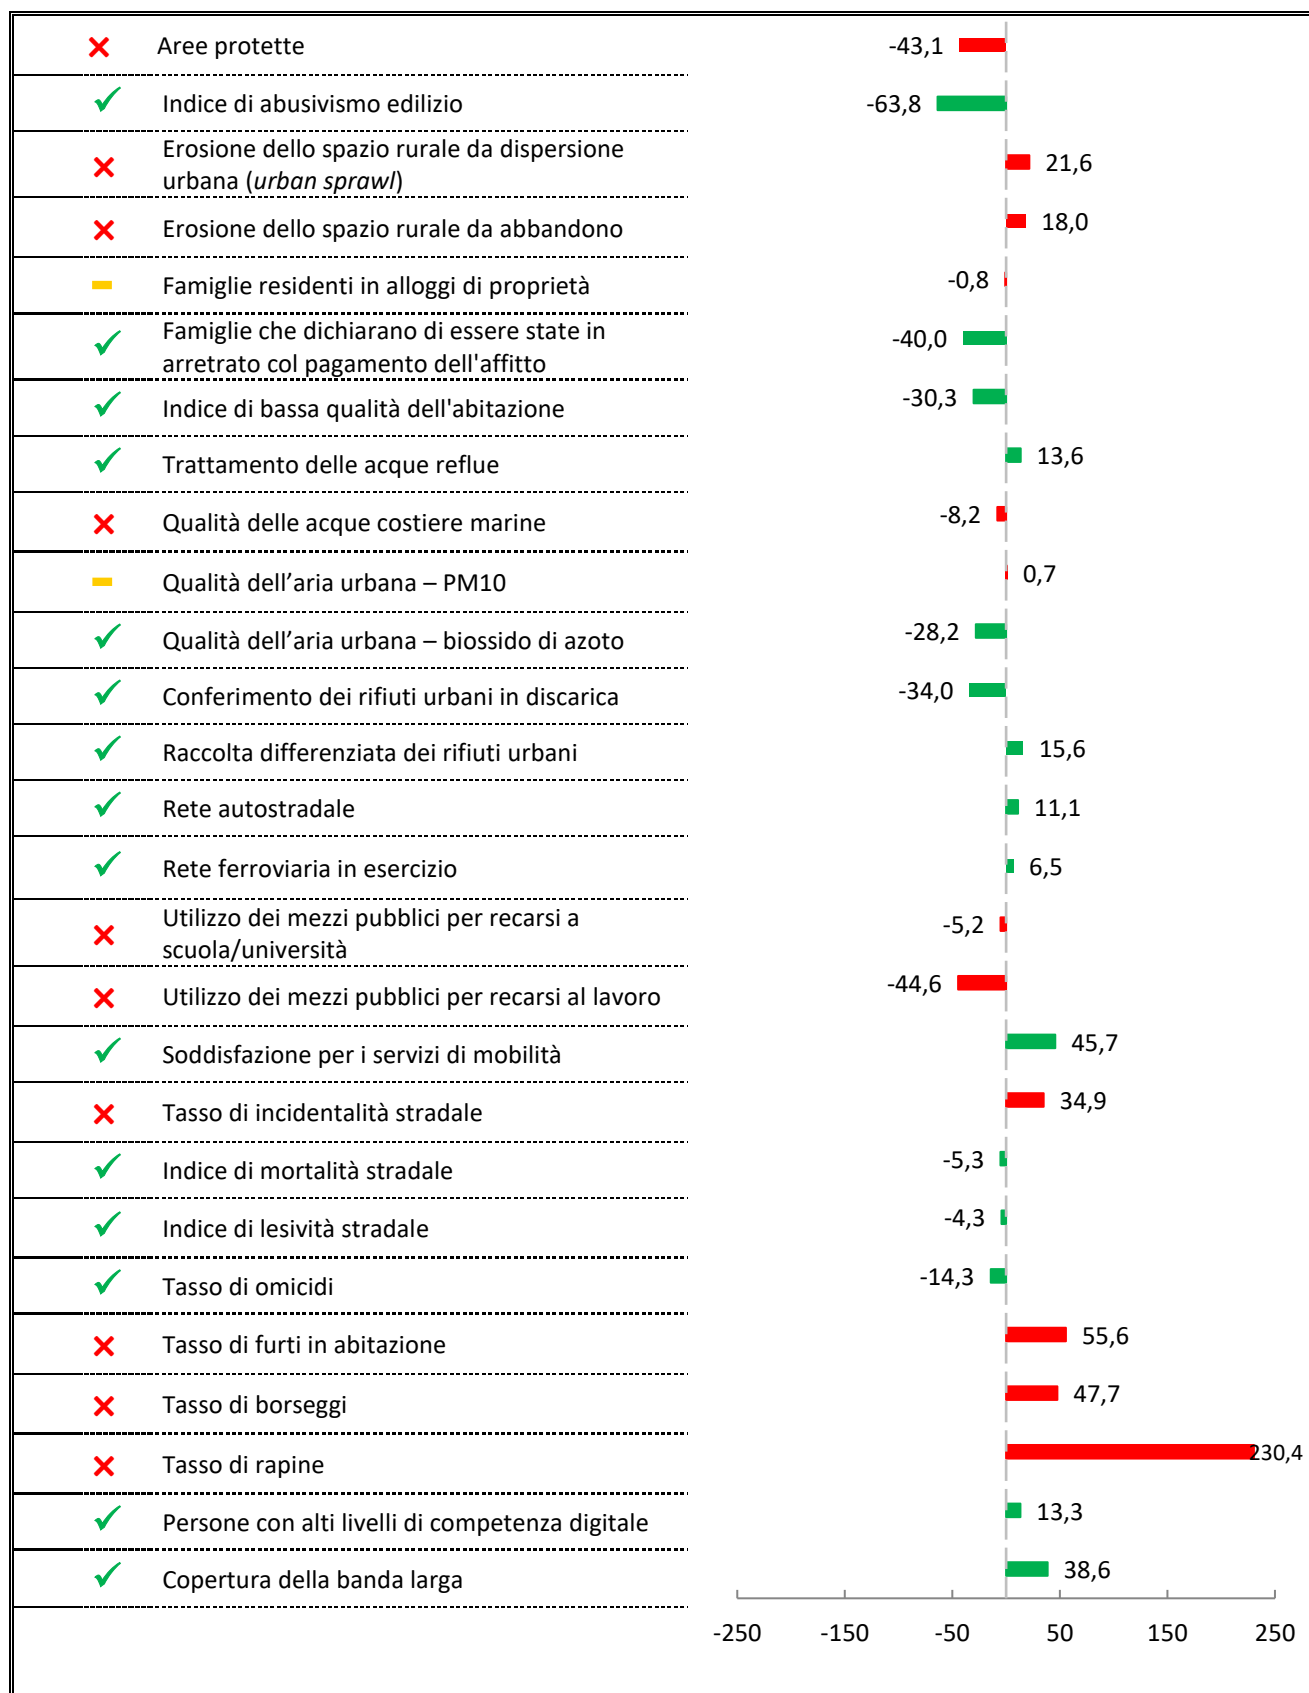 Aree protette -43,1
Indice di abusivismo edilizio -63,8
Erosione dello spazio rurale da dispersione
urbana (urban sprawl) 21,6
Erosione dello spazio rurale da abbandono 18,0
Famiglie residenti in alloggi di proprietà -0,8
Famiglie che dichiarano di essere state in
arretrato col pagamento dell'affitto -40,0
Indice di bassa qualità dell'abitazione -30,3
Trattamento delle acque reflue 13,6
Qualità delle acque costiere marine -8,2
Qualità dell’aria urbana – PM10 0,7
Qualità dell’aria urbana – biossido di azoto -28,2
Conferimento dei rifiuti urbani in discarica -34,0
Raccolta differenziata dei rifiuti urbani 15,6
Rete autostradale 11,1
Rete ferroviaria in esercizio 6,5
Utilizzo dei mezzi pubblici per recarsi a
scuola/università -5,2
Utilizzo dei mezzi pubblici per recarsi al lavoro -44,6
Soddisfazione per i servizi di mobilità 45,7
Tasso di incidentalità stradale 34,9
Indice di mortalità stradale -5,3
Indice di lesività stradale -4,3
Tasso di omicidi -14,3
Tasso di furti in abitazione 55,6
Tasso di borseggi 47,7
Tasso di rapine 230,4
Persone con alti livelli di competenza digitale 13,3
Copertura della banda larga 38,6
-250 -150 -50 50 150 250